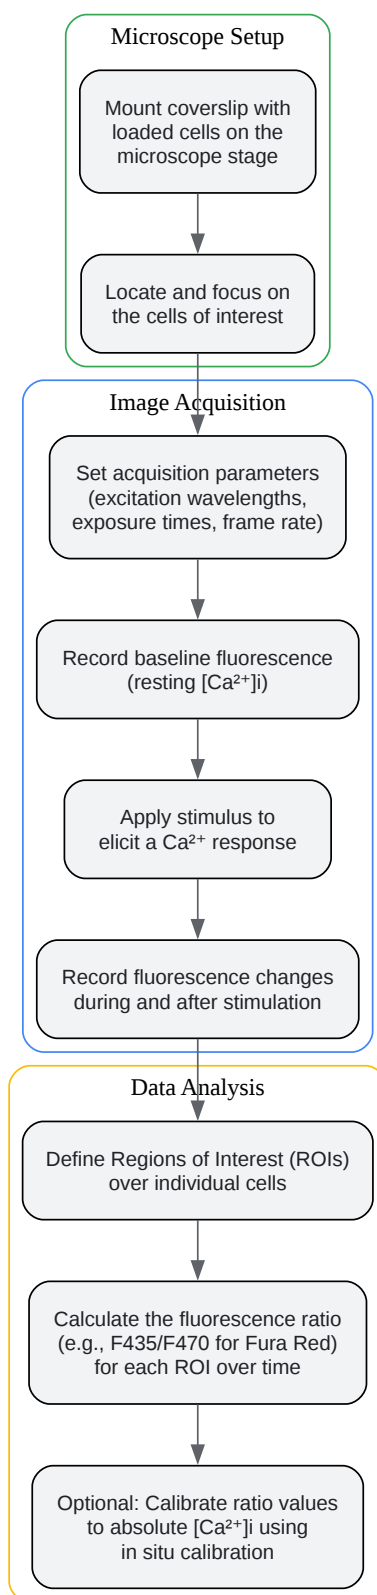 Microscope Setup
Mount coverslip with
loaded cells on the
microscope stage
Locate and focus on
the cells of interest
Image Acquisition
Set acquisition parameters
(excitation wavelengths,
exposure times, frame rate)
Record baseline fluorescence
(resting [Ca²⁺]i)
Apply stimulus to
elicit a Ca²⁺ response
Record fluorescence changes
during and after stimulation
Data Analysis
Define Regions of Interest (ROIs)
over individual cells
Calculate the fluorescence ratio
(e.g., F435/F470 for Fura Red)
for each ROI over time
Optional: Calibrate ratio values
to absolute [Ca²⁺]i using
in situ calibration